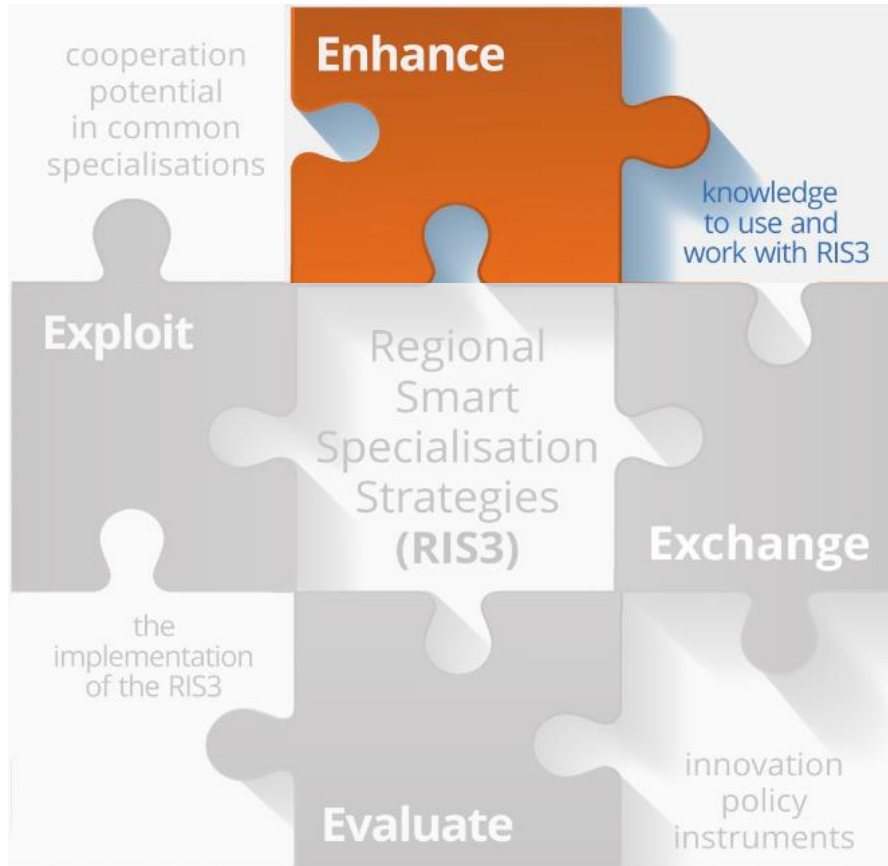 cooperation
potential
in common
specialisations
Enhance
knowledge
to use and
work with RIS3
Exploit
Regional
Smart
Specialisation
Strategies
(RIS3)
Exchange
the
implementation
of the RIS3
Evaluate
innovation
policy
instruments